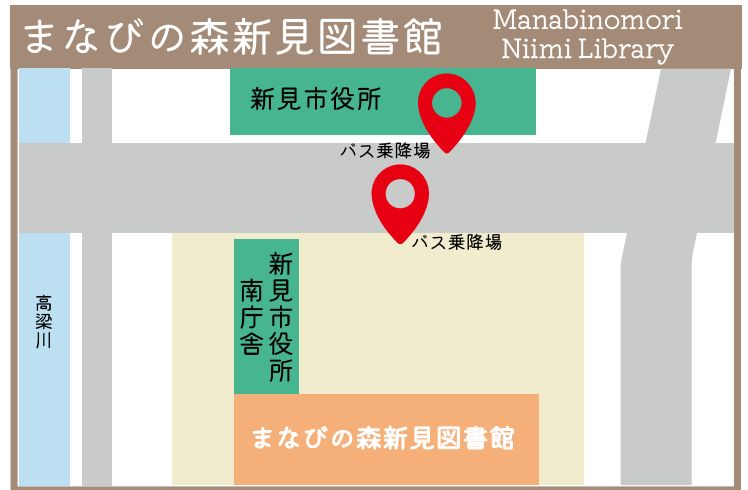 まなびの森新見図書館
Manabinomori
Niimi Library
新見市役所
バス乗降場
バス乗降場
新見市役所
南庁舎
高梁川
まなびの森新見図書館